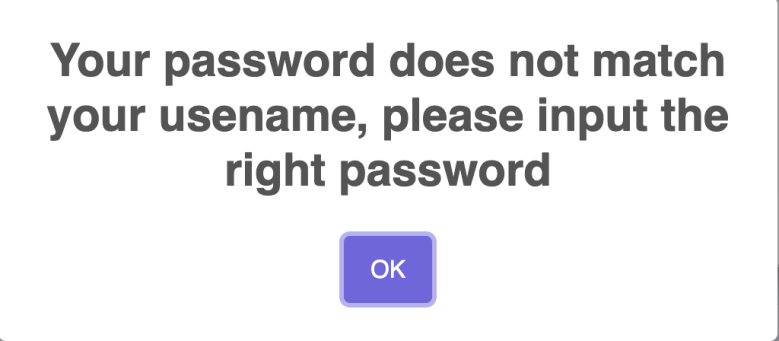 Your password does not match
your usename, please input the
right password
OK